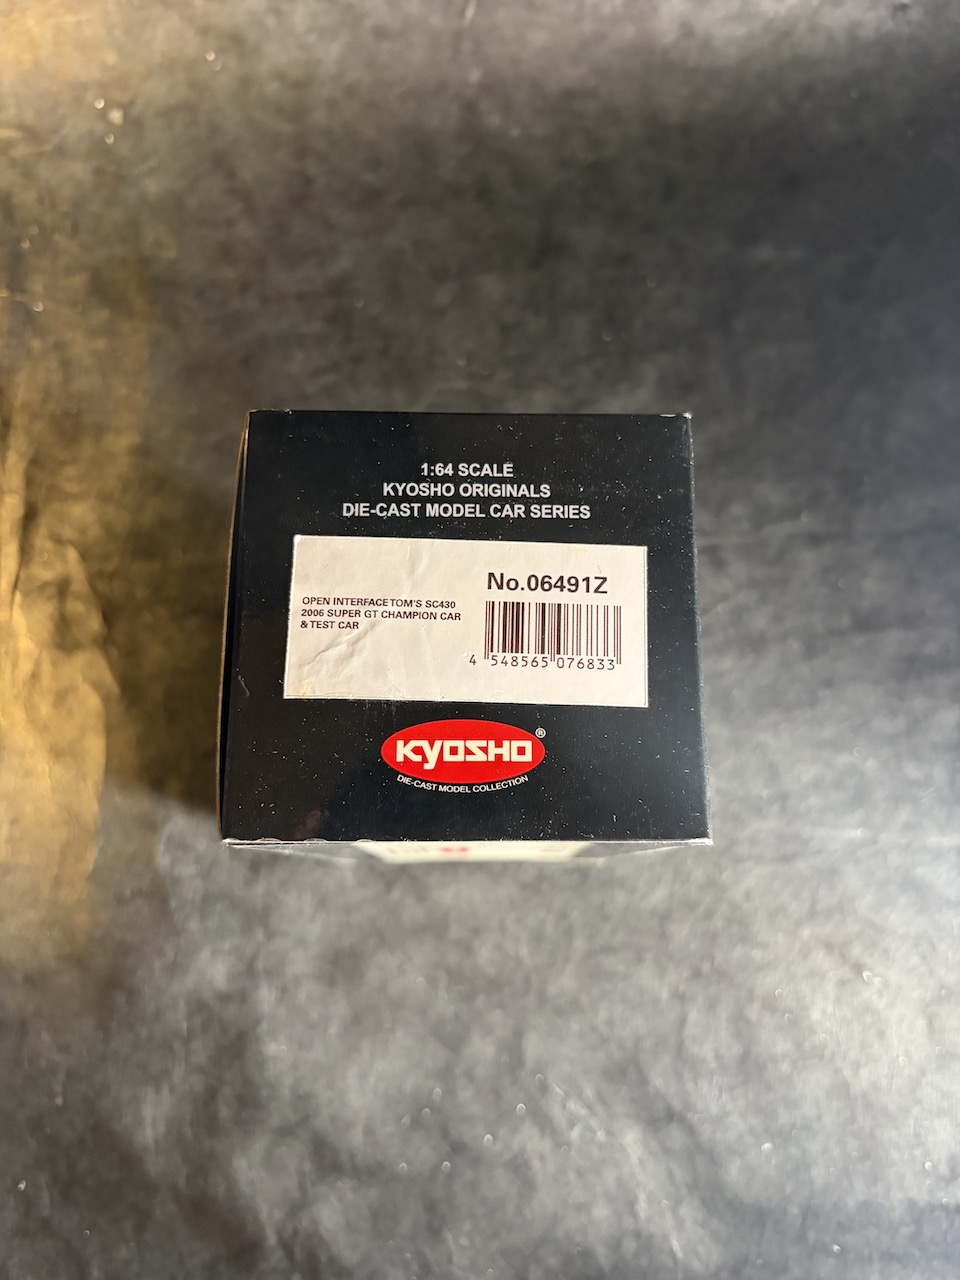 1:64 SCALE
KYOSHO ORIGINALS
DIE-CAST MODEL CAR SERIES
No.06491Z
OPEN INTERFACE TOM'S SC430
2006 SUPER GT CHAMPION CAR
& TEST CAR
4 548565 076833
KYOSHO ®
DIE-CAST MODEL COLLECTION